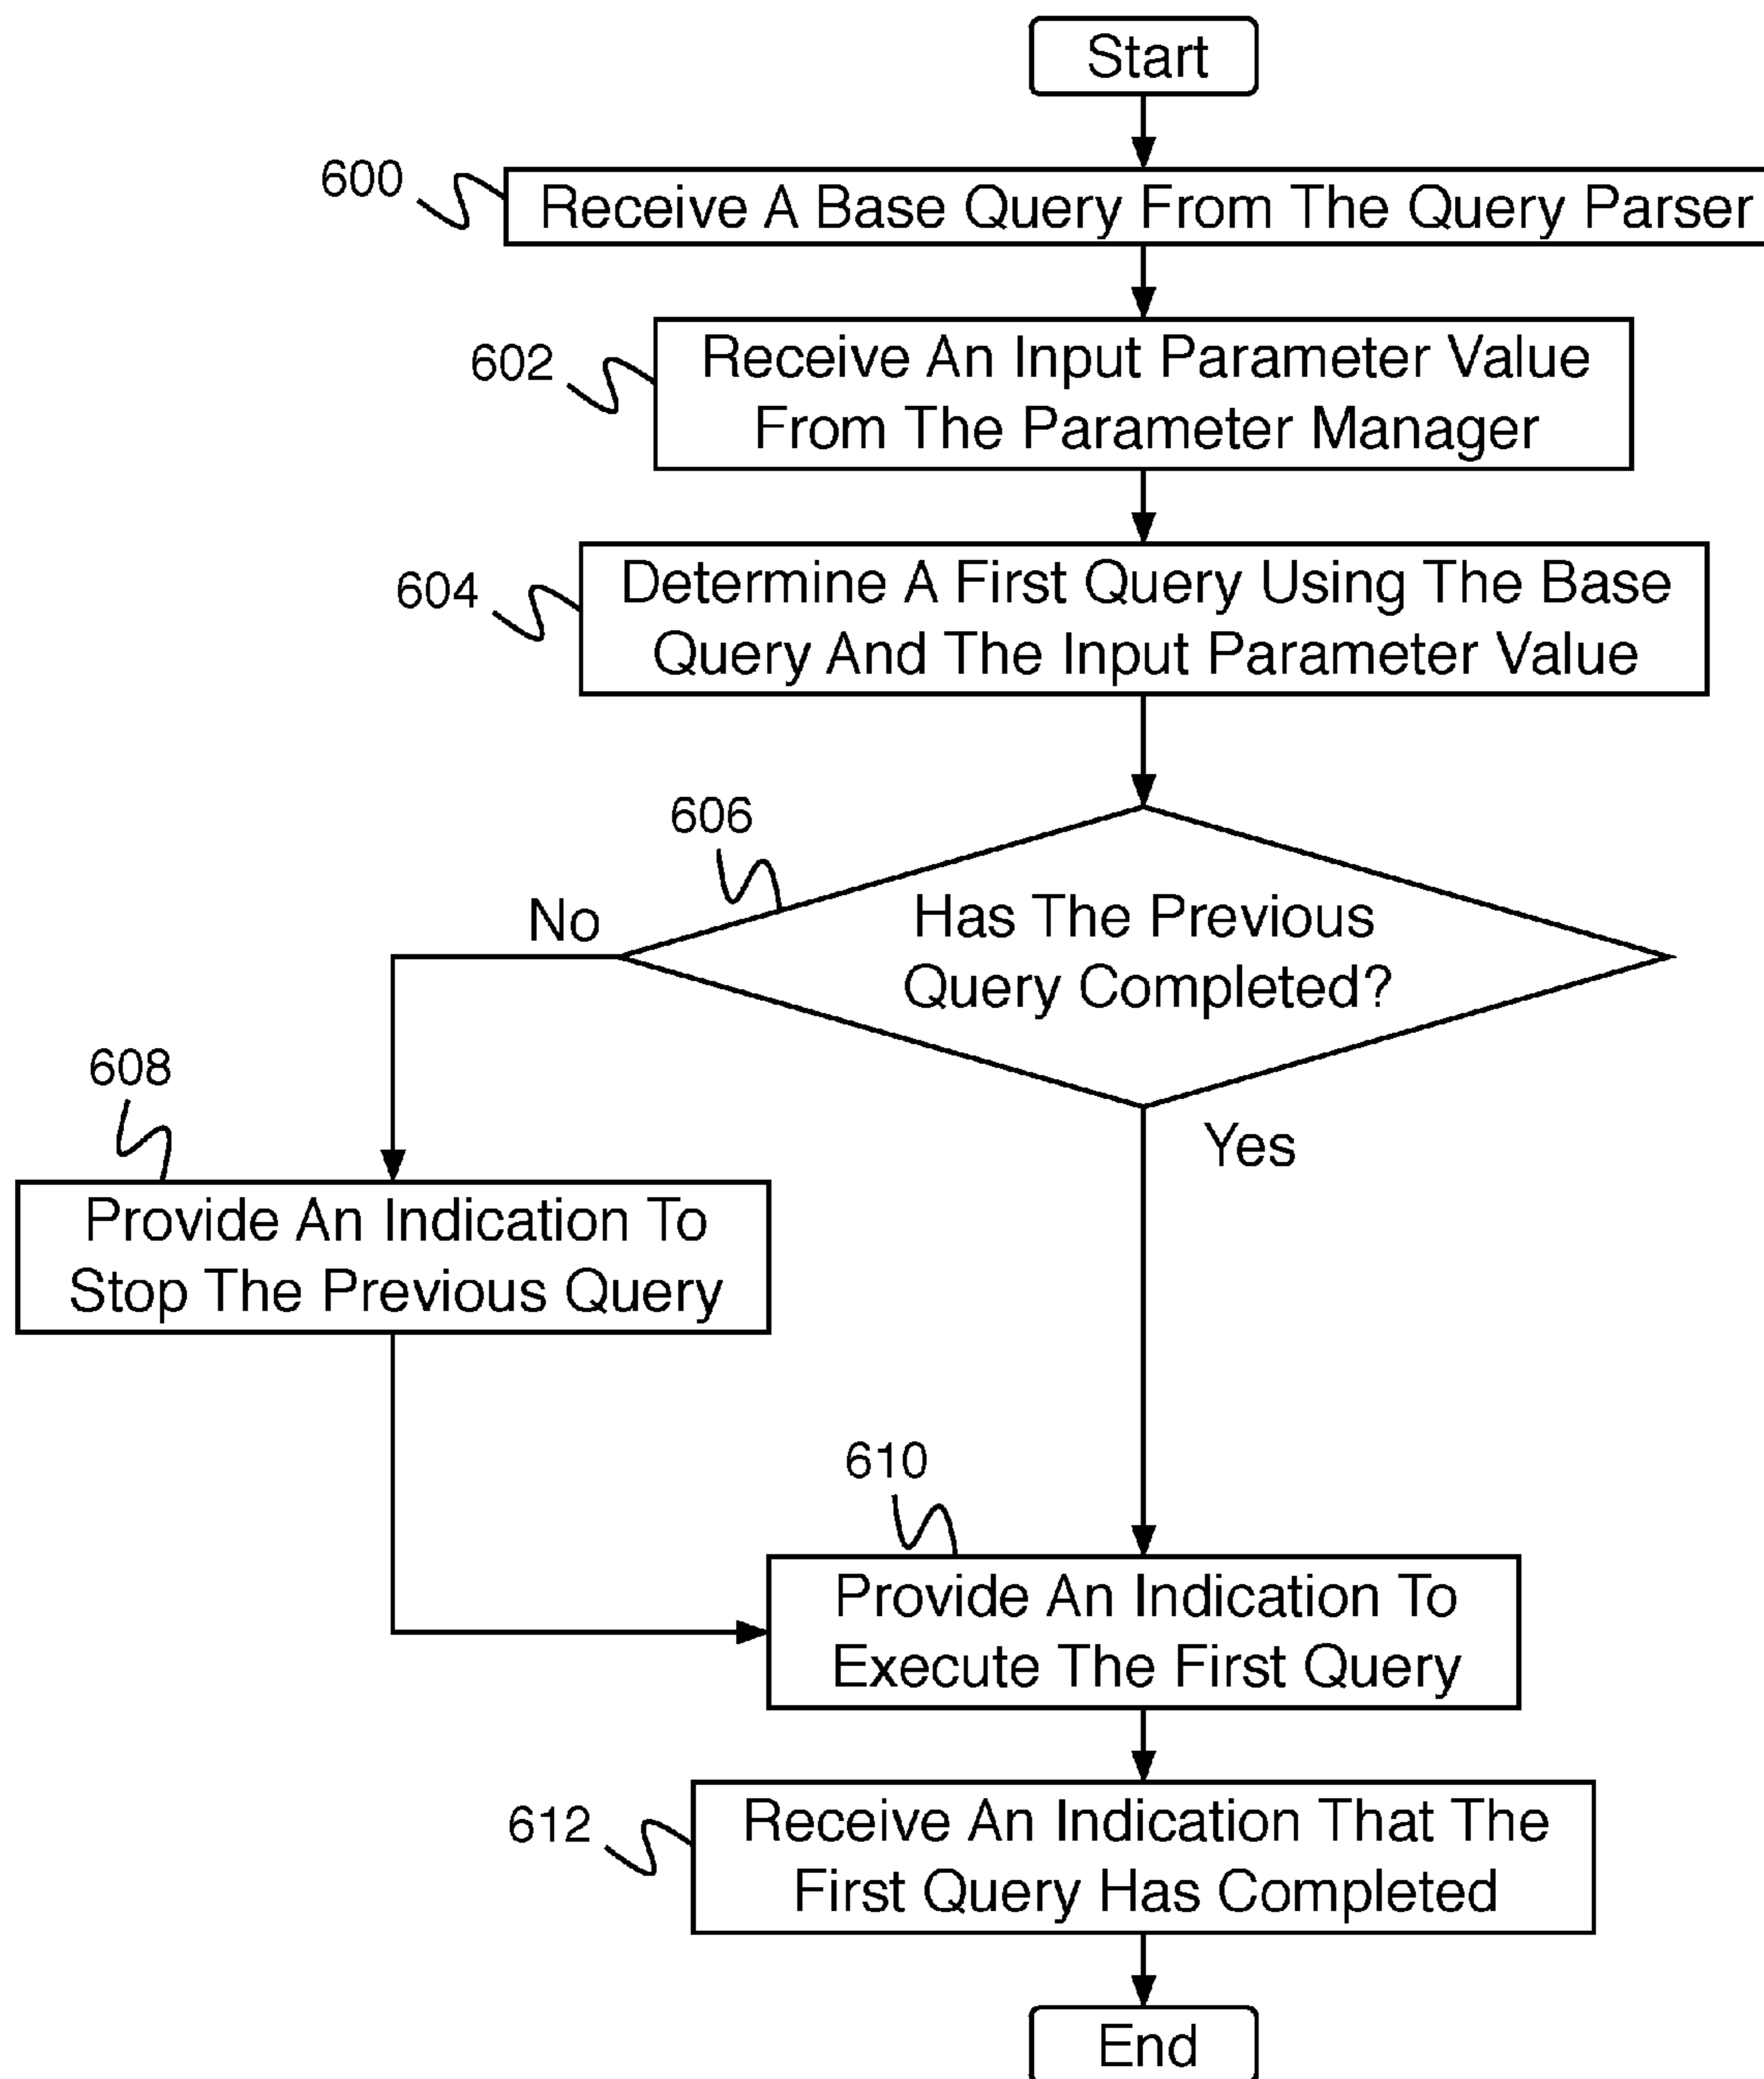 Start
600
Receive A Base Query From The Query Parser
602
Receive An Input Parameter Value
From The Parameter Manager
604
Determine A First Query Using The Base
Query And The Input Parameter Value
606
Has The Previous
Query Completed?
No
Yes
608
Provide An Indication To
Stop The Previous Query
610
Provide An Indication To
Execute The First Query
612
Receive An Indication That The
First Query Has Completed
End